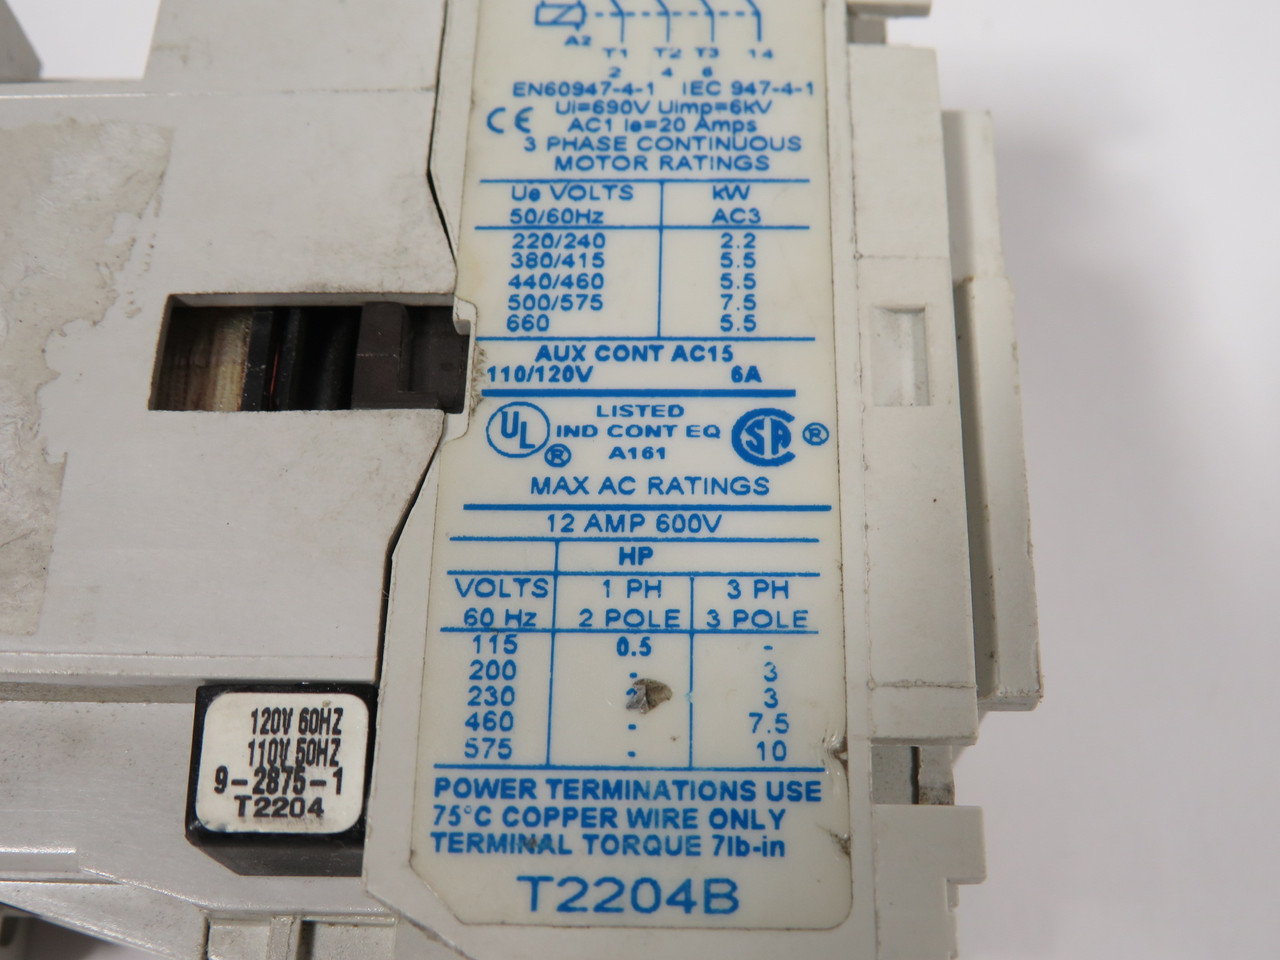 A2 T1 T2 T3 14
2 4 6
EN60947-4-1 IEC 947-4-1
Ui=690V Uimp=6kV
CE AC1 Ie=20 Amps
3 PHASE CONTINUOUS
MOTOR RATINGS
Ue VOLTS kW
50/60Hz AC3
220/240 2.2
380/415 5.5
440/460 5.5
500/575 7.5
660 5.5
AUX CONT AC15
110/120V 6A
UL ® LISTED
IND CONT EQ
A161
SA ®
MAX AC RATINGS
12 AMP 600V
HP
VOLTS 1 PH 3 PH
60 Hz 2 POLE 3 POLE
115 0.5 -
200 - 3
230 3
460 - 7.5
575 - 10
POWER TERMINATIONS USE
75°C COPPER WIRE ONLY
TERMINAL TORQUE 7lb-in
T2204B
120V 60HZ
110V 50HZ
9-2875-1
T2204